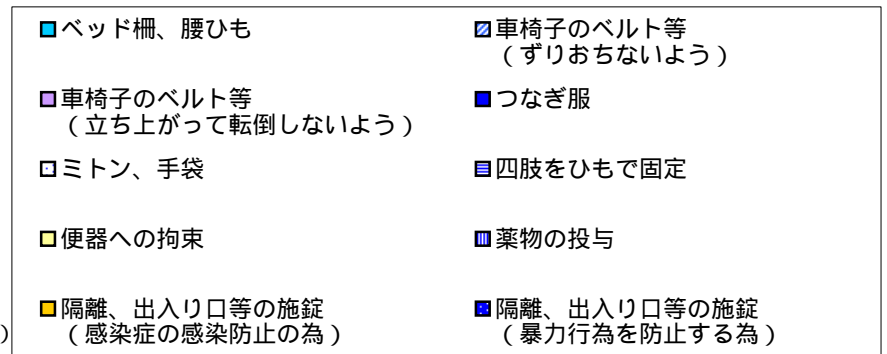 ベッド柵、腰ひも
車椅子のベルト等
（ずりおちないよう）
車椅子のベルト等
（立ち上がって転倒しないよう）
つなぎ服
ミトン、手袋
四肢をひもで固定
便器への拘束
薬物の投与
）
隔離、出入り口等の施錠
（感染症の感染防止の為）
隔離、出入り口等の施錠
（暴力行為を防止する為）